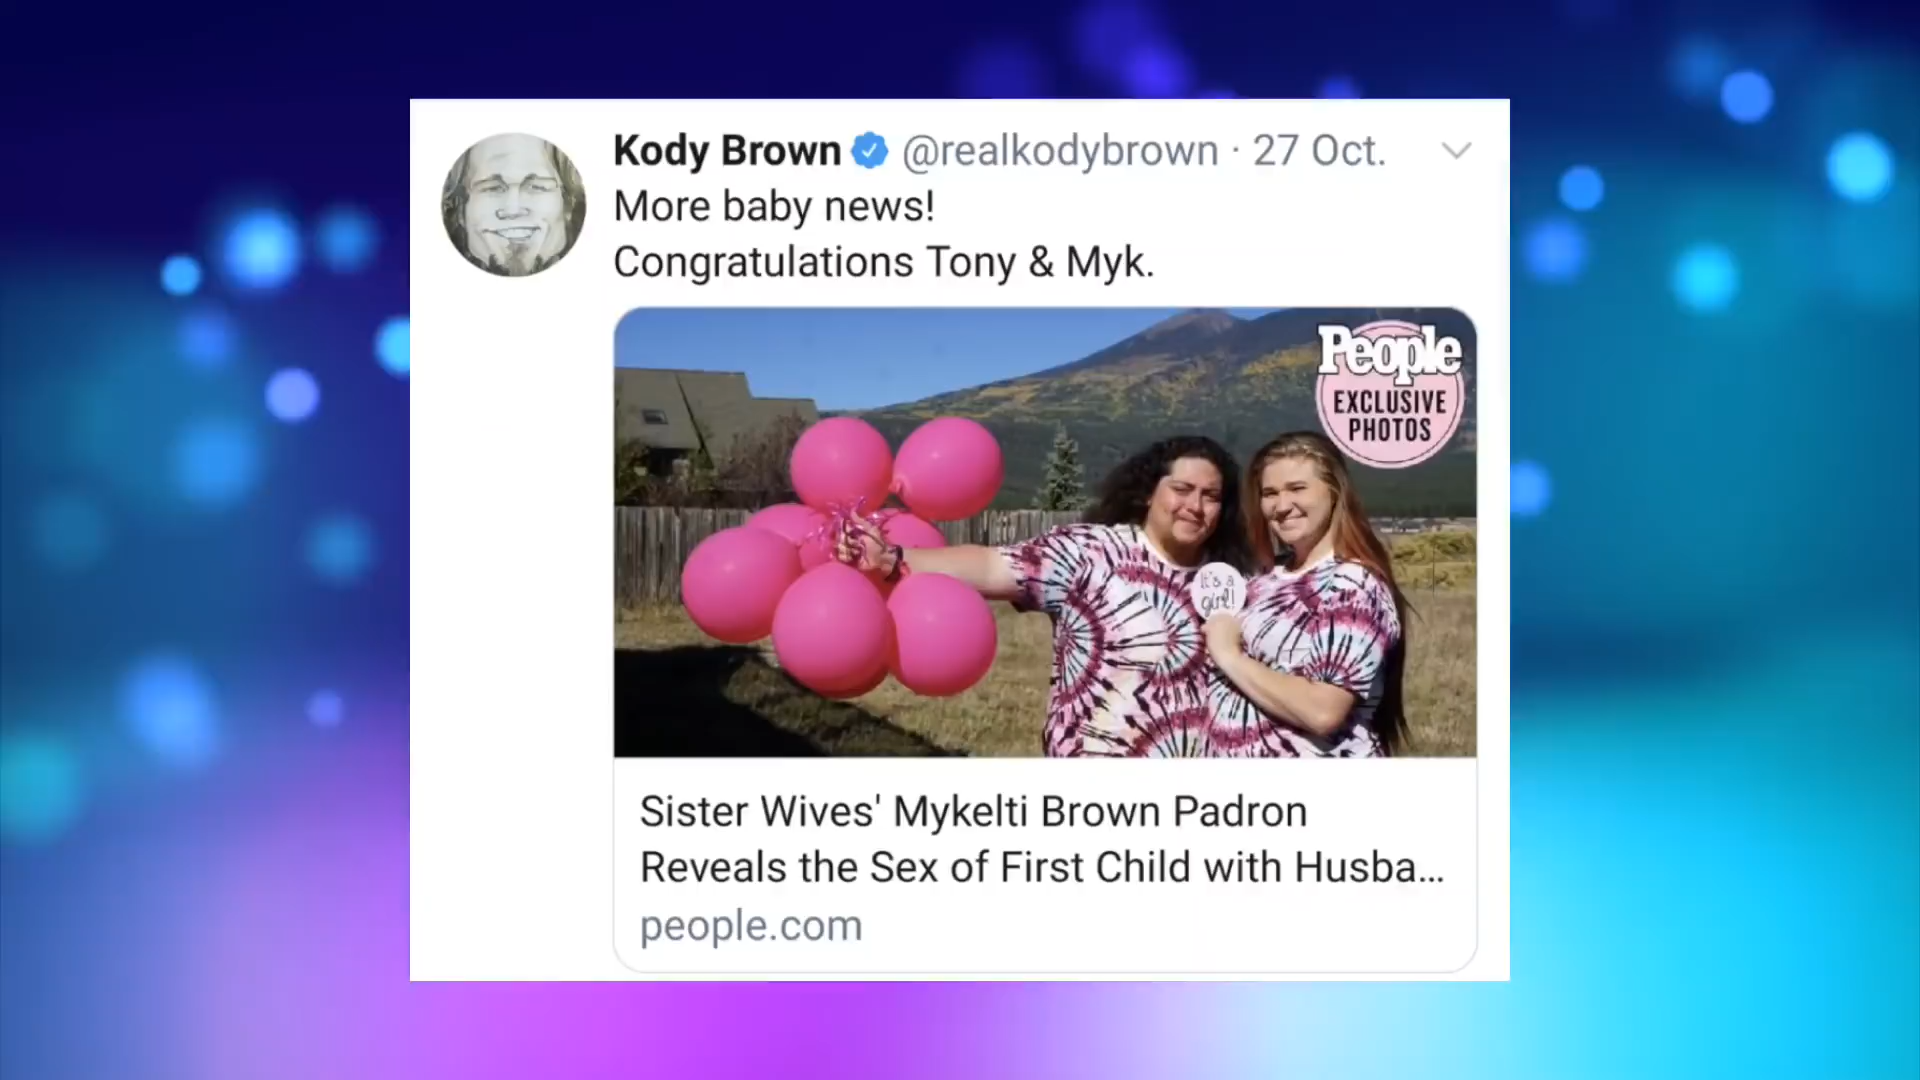 Kody Brown @realkodybrown · 27 Oct.
More baby news!
Congratulations Tony & Myk.
People
EXCLUSIVE
PHOTOS
It's a
girl!
Sister Wives' Mykelti Brown Padron
Reveals the Sex of First Child with Husba...
people.com